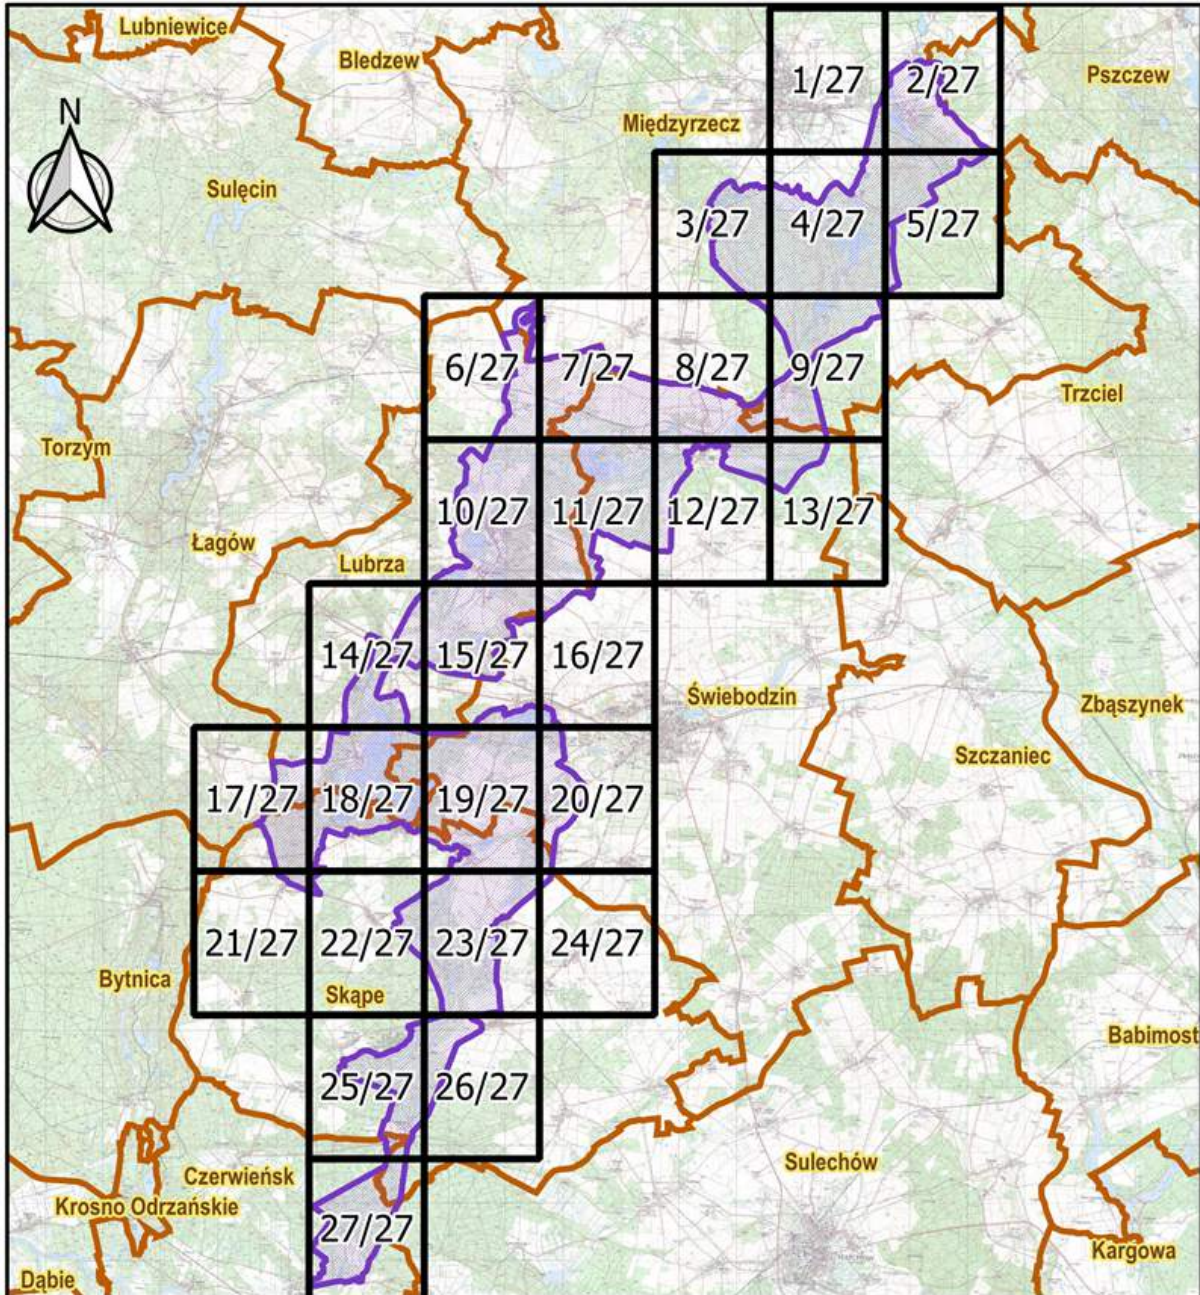 Lubniewice
Bledzew
1/27
2/27
Pszczew
N
Międzyrzecz
Sulęcin
3/27
4/27
5/27
6/27
7/27
8/27
9/27
Trzciel
Torzym
10/27
11/27
12/27
13/27
Łagów
Lubrza
14/27
15/27
16/27
Świebodzin
Zbąszynek
Szczaniec
17/27
18/27
19/27
20/27
21/27
22/27
23/27
24/27
Bytnica
Skąpe
Babimost
25/27
26/27
Sulechów
Czerwieńsk
Krosno Odrzańskie
27/27
Kargowa
Dąbie